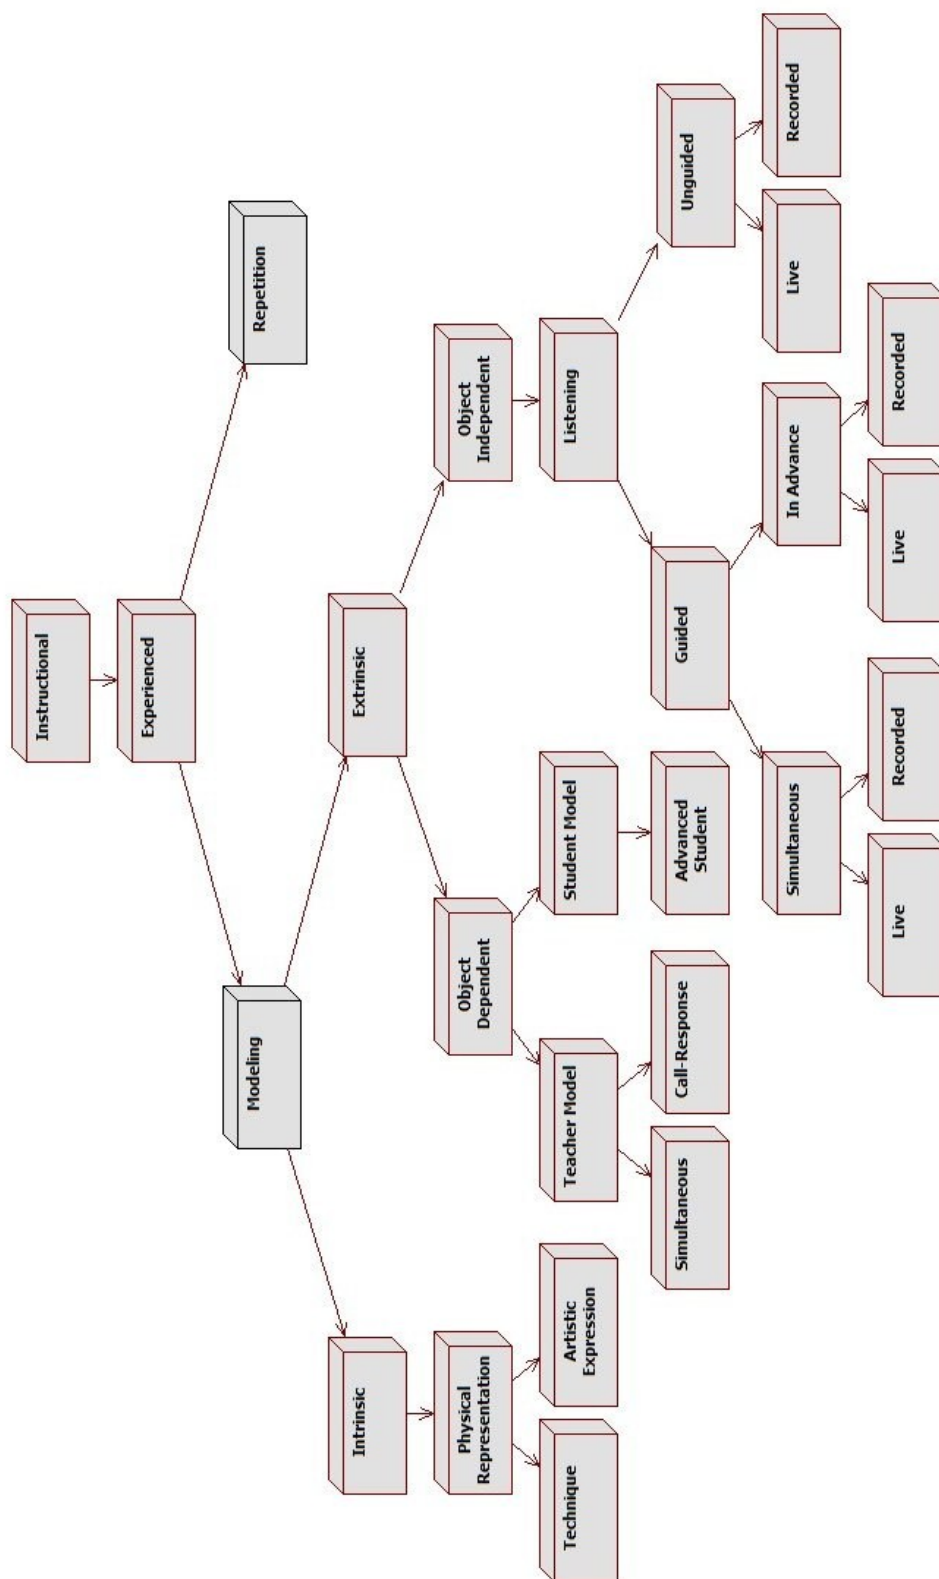 Instructional
Experienced
Modeling
Repetition
Intrinsic
Extrinsic
Physical
Representation
Object
Dependent
Object
Independent
Technique
Artistic
Expression
Teacher Model
Student Model
Listening
Simultaneous
Call-Response
Advanced
Student
Guided
Unguided
Simultaneous
In Advance
Live
Recorded
Live
Recorded
Live
Recorded